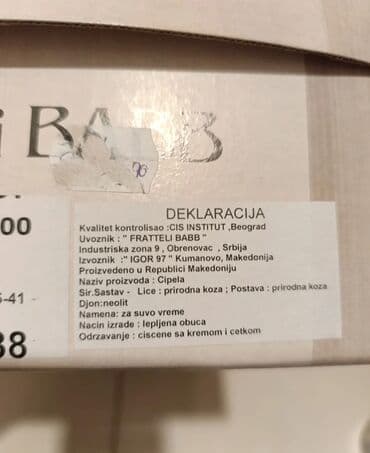 i BABB
70
00
5-41 -
38
DEKLARACIJA
Kvalitet kontrolisao :CIS INSTITUT ,Beograd
Uvoznik : " FRATTELI BABB "
Industriska zona 9 , Obrenovac , Srbija
Izvoznik :" IGOR 97 " Kumanovo, Makedonija
Proizvedeno u Republici Makedoniju
Naziv proizvoda : Cipela
Sir.Sastav - Lice : prirodna koza ; Postava : prirodna koza
Djon:neolit
Namena: za suvo vreme
Nacin izrade : lepljena obuca
Odrzavanje : ciscene sa kremom i cetkom